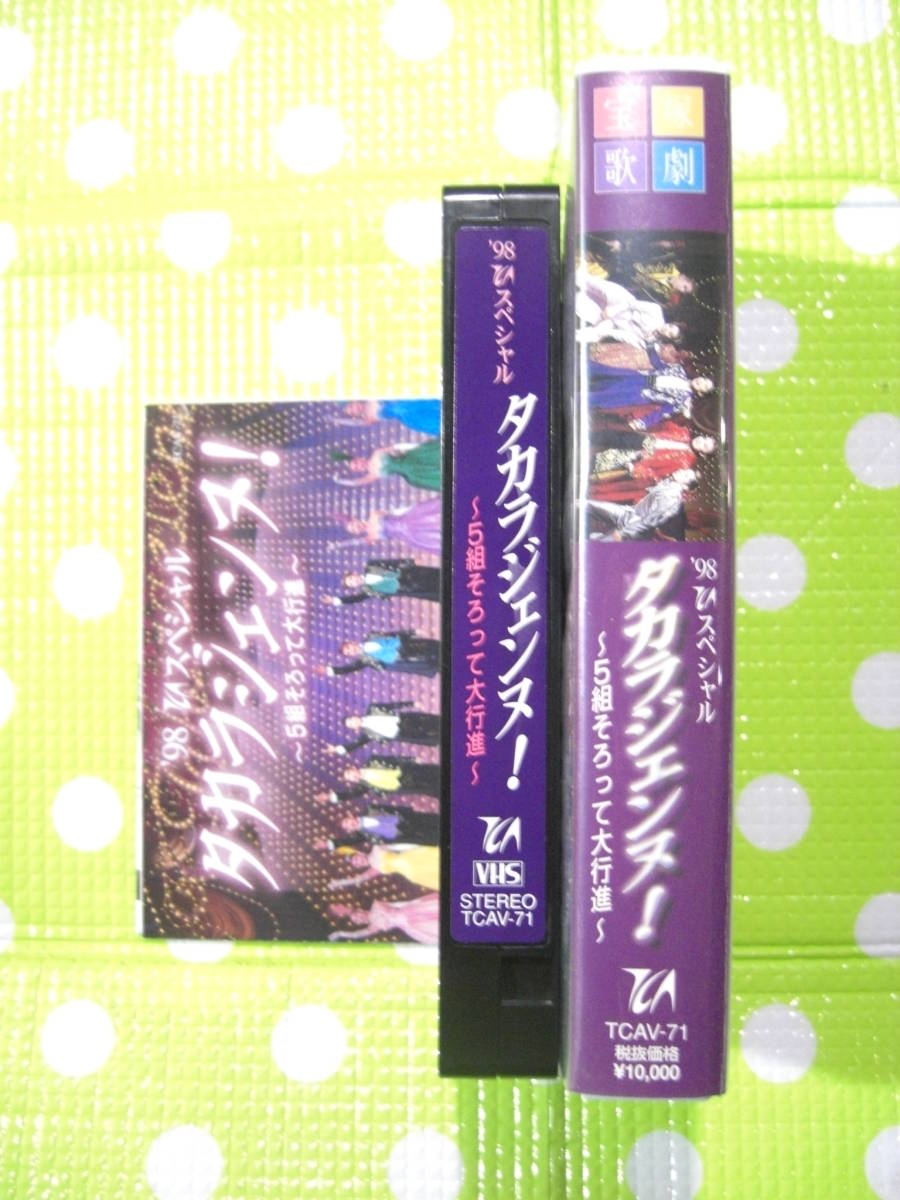 '98 TCAスペシャル
タカラジェンヌ!
～5組そろって大行進～
'98 TCAスペシャル
タカラジェンヌ!
～5組そろって大行進～
TCA
VHS
STEREO
TCAV-71
宝塚
歌劇
'98 TCAスペシャル
タカラジェンヌ!
～5組そろって大行進～
TCA
TCAV-71
税抜価格
¥10,000